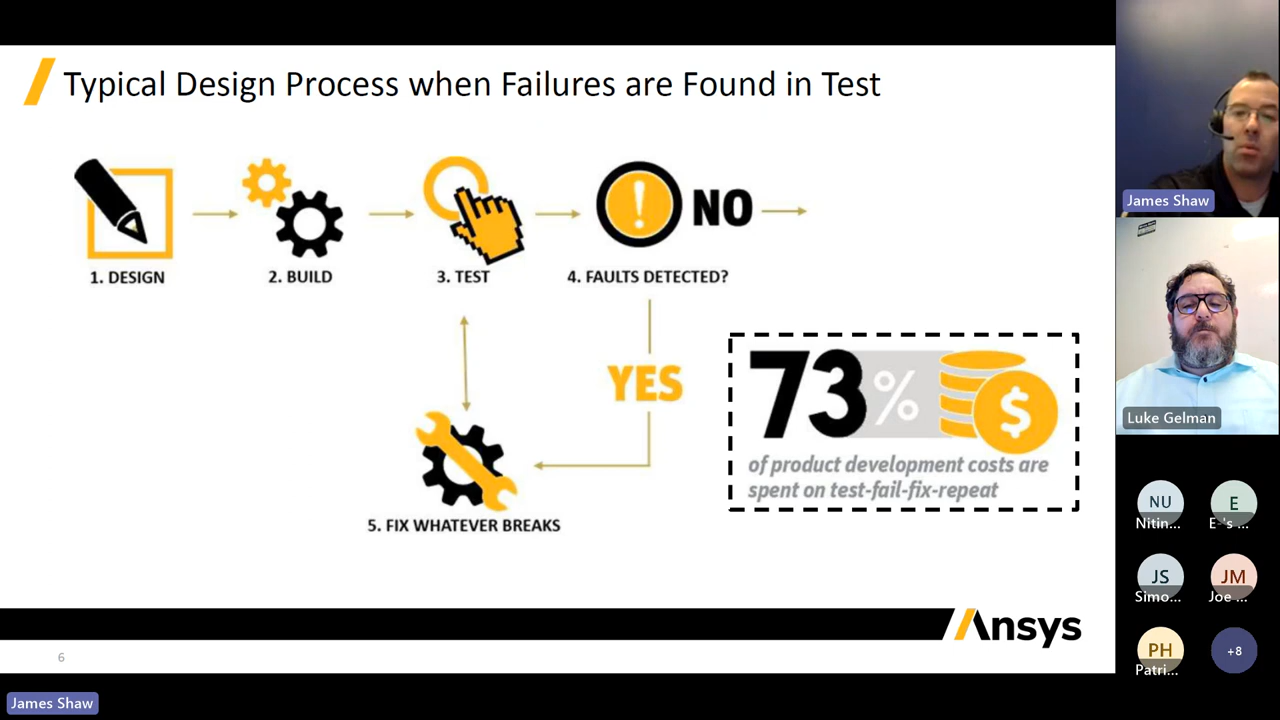 Typical Design Process when Failures are Found in Test
NO
1. DESIGN
2. BUILD
3. TEST
4. FAULTS DETECTED?
YES
73%
$
of product development costs are
spent on test-fail-fix-repeat
5. FIX WHATEVER BREAKS
Ansys
6
James Shaw
James Shaw
Luke Gelman
NU
Nitin...
E
E-'s ...
JS
Simo...
JM
Joe ...
PH
Patri...
+8